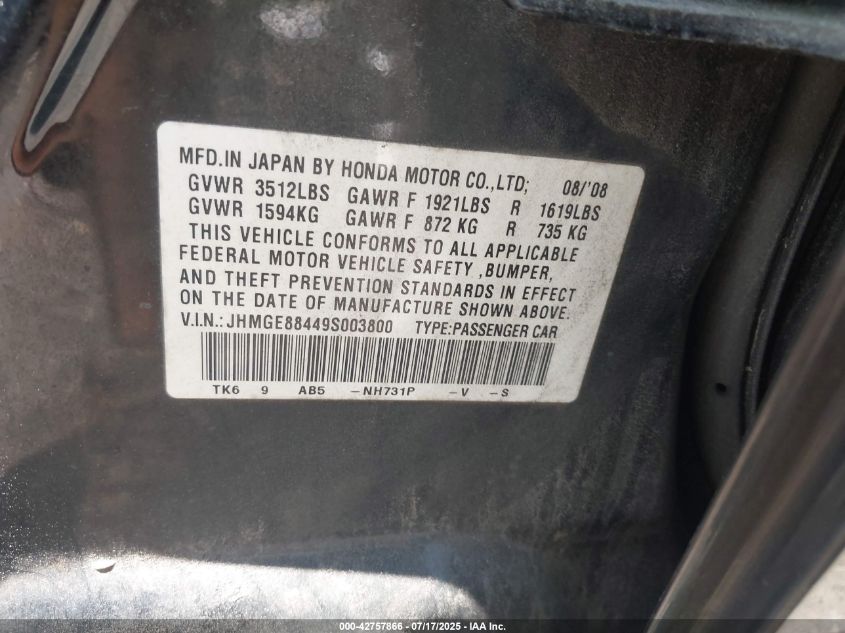 MFD.IN JAPAN BY HONDA MOTOR CO.,LTD; 08/'08
GVWR 3512LBS GAWR F 1921LBS R 1619LBS
GVWR 1594KG GAWR F 872 KG R 735 KG
THIS VEHICLE CONFORMS TO ALL APPLICABLE
FEDERAL MOTOR VEHICLE SAFETY ,BUMPER,
AND THEFT PREVENTION STANDARDS IN EFFECT
ON THE DATE OF MANUFACTURE SHOWN ABOVE.
V.I.N.: JHMGE88449S003800 TYPE:PASSENGER CAR
TK6 9 AB5 -NH731P -V -S
000-42757866 - 07/17/2025 - IAA Inc.